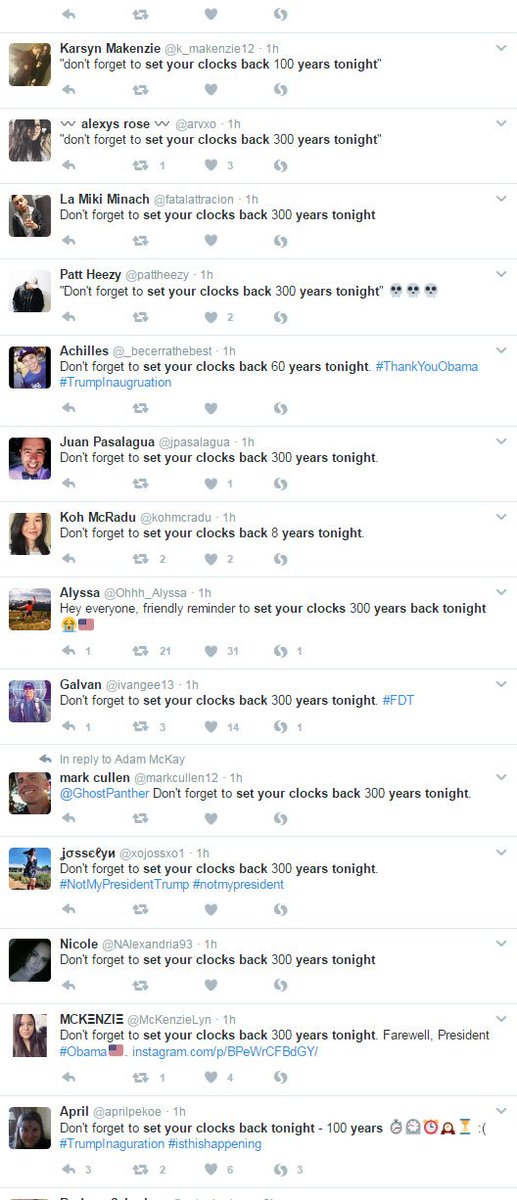 Karsyn Makenzie @k_makenzie12 · 1h
"don't forget to set your clocks back 100 years tonight"
〰 alexys rose 〰 @arvxo · 1h
"don't forget to set your clocks back 300 years tonight"
1 3
La Miki Minach @fatalattracion · 1h
Don't forget to set your clocks back 300 years tonight
Patt Heezy @pattheezy · 1h
"Don't forget to set your clocks back 300 years tonight" 💀💀💀
2
Achilles @_becerrathebest · 1h
Don't forget to set your clocks back 60 years tonight. #ThankYouObama
#TrumpInaugruation
Juan Pasalagua @jpasalagua · 1h
Don't forget to set your clocks back 300 years tonight.
1
Koh McRadu @kohmcradu · 1h
Don't forget to set your clocks back 8 years tonight.
2 2
Alyssa @Ohhh_Alyssa · 1h
Hey everyone, friendly reminder to set your clocks 300 years back tonight
😭🇺🇸
1 21 31 1
Galvan @ivangee13 · 1h
Don't forget to set your clocks back 300 years tonight. #FDT
1 3 14 1
In reply to Adam McKay
mark cullen @markcullen12 · 1h
@GhostPanther Don't forget to set your clocks back 300 years tonight.
ʝσѕѕєℓуи @xojossxo1 · 1h
Don't forget to set your clocks back 300 years tonight.
#NotMyPresidentTrump #notmypresident
Nicole @NAlexandria93 · 1h
Don't forget to set your clocks back 300 years tonight
MCKΞNZIΞ @McKenzieLyn · 1h
Don't forget to set your clocks back 300 years tonight. Farewell, President
#Obama🇺🇸. instagram.com/p/BPeWrCFBdGY/
1 4
April @aprilpekoe · 1h
Don't forget to set your clocks back tonight - 100 years ⏱⏲⏰🕰⏳ :(
#TrumpInaguration #isthishappening
3 2 6 3